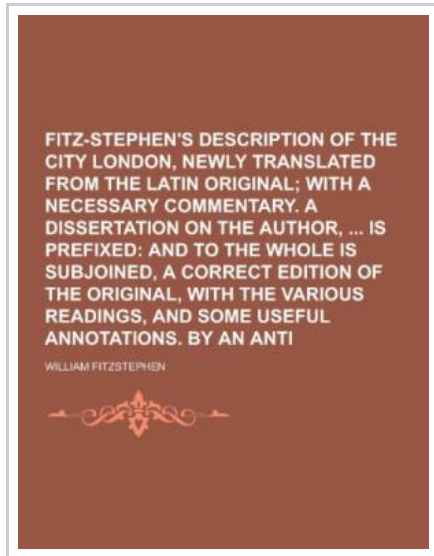 FITZ-STEPHEN'S DESCRIPTION OF THE
CITY LONDON, NEWLY TRANSLATED
FROM THE LATIN ORIGINAL; WITH A
NECESSARY COMMENTARY. A
DISSERTATION ON THE AUTHOR, ... IS
PREFIXED: AND TO THE WHOLE IS
SUBJOINED, A CORRECT EDITION OF
THE ORIGINAL, WITH THE VARIOUS
READINGS, AND SOME USEFUL
ANNOTATIONS. BY AN ANTI
WILLIAM FITZSTEPHEN